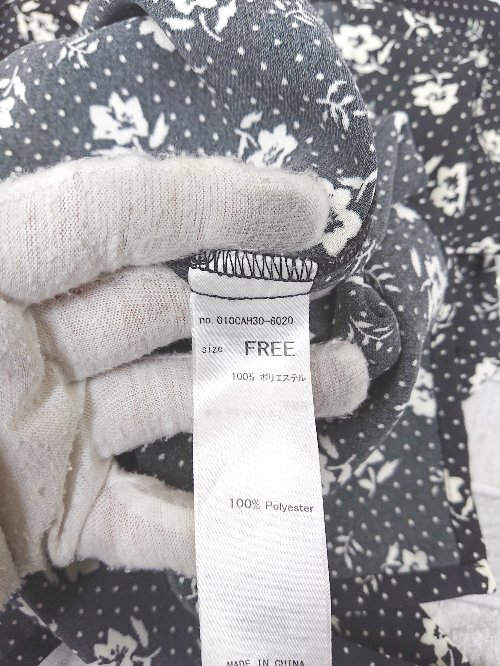 no. 010CAH30-6020
SIZE FREE
100% ポリエステル
100% Polyester
MADE IN CHINA